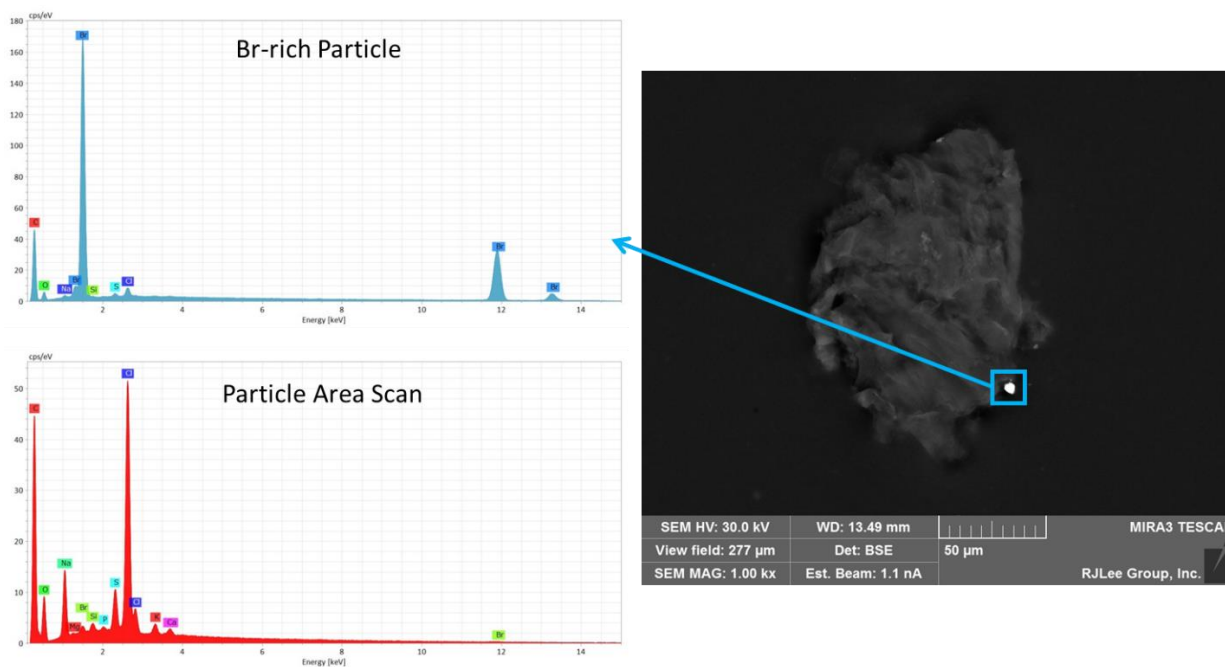 cps/eV
Br-rich Particle
180
160
140
120
100
80
60
40
20
0
Br
C
O
Na
Br
Si
S
Cl
Br
Br
2
4
6
8
10
12
14
Energy [keV]
cps/eV
Particle Area Scan
50
40
30
20
10
0
C
O
Na
Mg
Br
Si
P
S
Cl
Cl
K
Ca
Br
2
4
6
8
10
12
14
Energy [keV]
SEM HV: 30.0 kV
WD: 13.49 mm
MIRA3 TESCA
View field: 277 µm
Det: BSE
50 µm
SEM MAG: 1.00 kx
Est. Beam: 1.1 nA
RJLee Group, Inc.